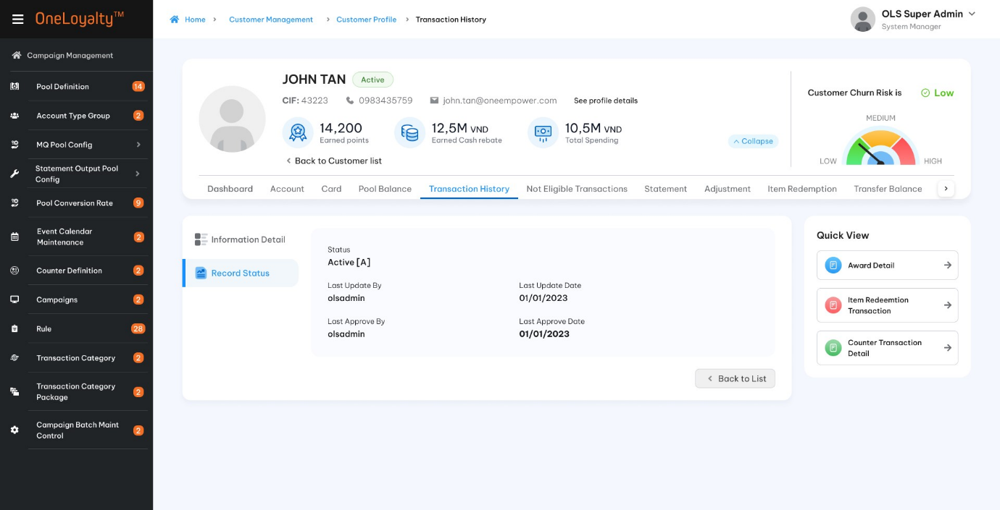 OneLoyalty™
Home
Customer Management
Customer Profile
Transaction History
OLS Super Admin
System Manager
Campaign Management
Pool Definition
14
Account Type Group
2
MQ Pool Config
Statement Output Pool
Config
Pool Conversion Rate
9
Event Calendar
Maintenance
2
Counter Definition
2
Campaigns
2
Rule
28
Transaction Category
2
Transaction Category
Package
2
Campaign Batch Maint
Control
2
JOHN TAN
Active
CIF: 43223
0983435759
john.tan@oneempower.com
See profile details
14,200
Earned points
12,5M VND
Earned Cash rebate
10,5M VND
Total Spending
Collapse
Back to Customer list
Customer Churn Risk is
Low
MEDIUM
LOW
HIGH
Dashboard
Account
Card
Pool Balance
Transaction History
Not Eligible Transactions
Statement
Adjustment
Item Redemption
Transfer Balance
Information Detail
Record Status
Status
Active [A]
Last Update By
olsadmin
Last Update Date
01/01/2023
Last Approve By
olsadmin
Last Approve Date
01/01/2023
Back to List
Quick View
Award Detail
Item Redeemtion
Transaction
Counter Transaction
Detail